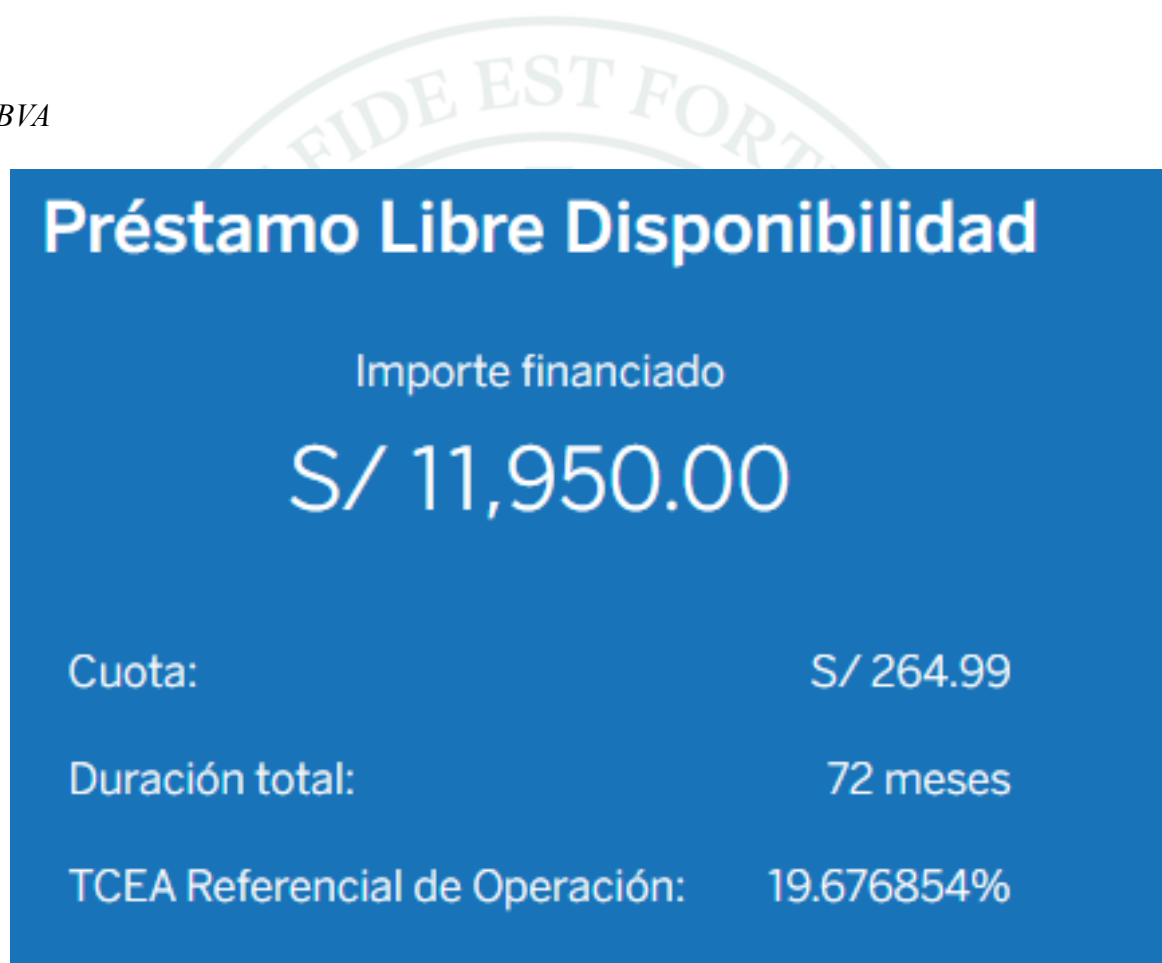 FIDE EST FOR
BVA
Préstamo Libre Disponibilidad
Importe financiado
S/ 11,950.00
Cuota: S/ 264.99
Duración total: 72 meses
TCEA Referencial de Operación: 19.676854%